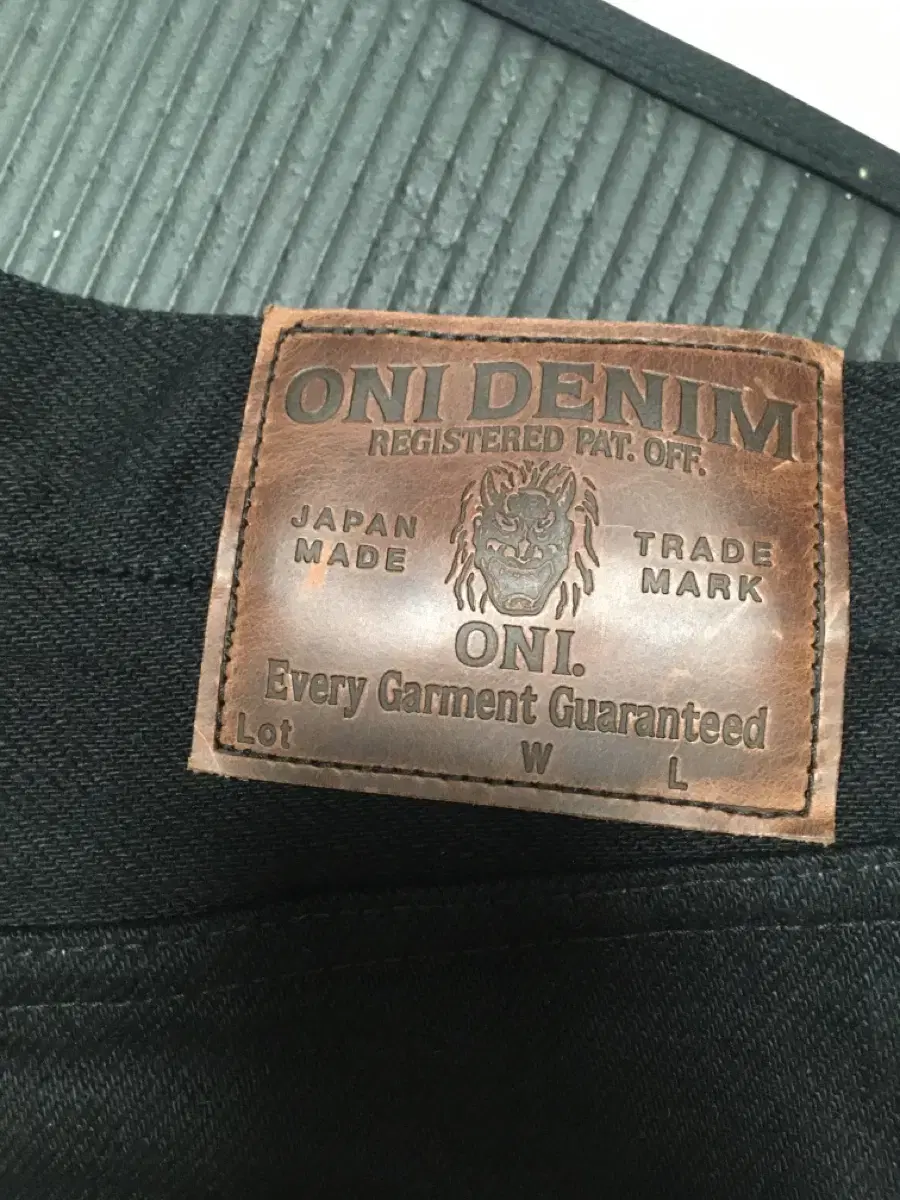 ONI DENIM
REGISTERED PAT. OFF.
JAPAN
MADE
TRADE
MARK
ONI.
Every Garment Guaranteed
Lot W L